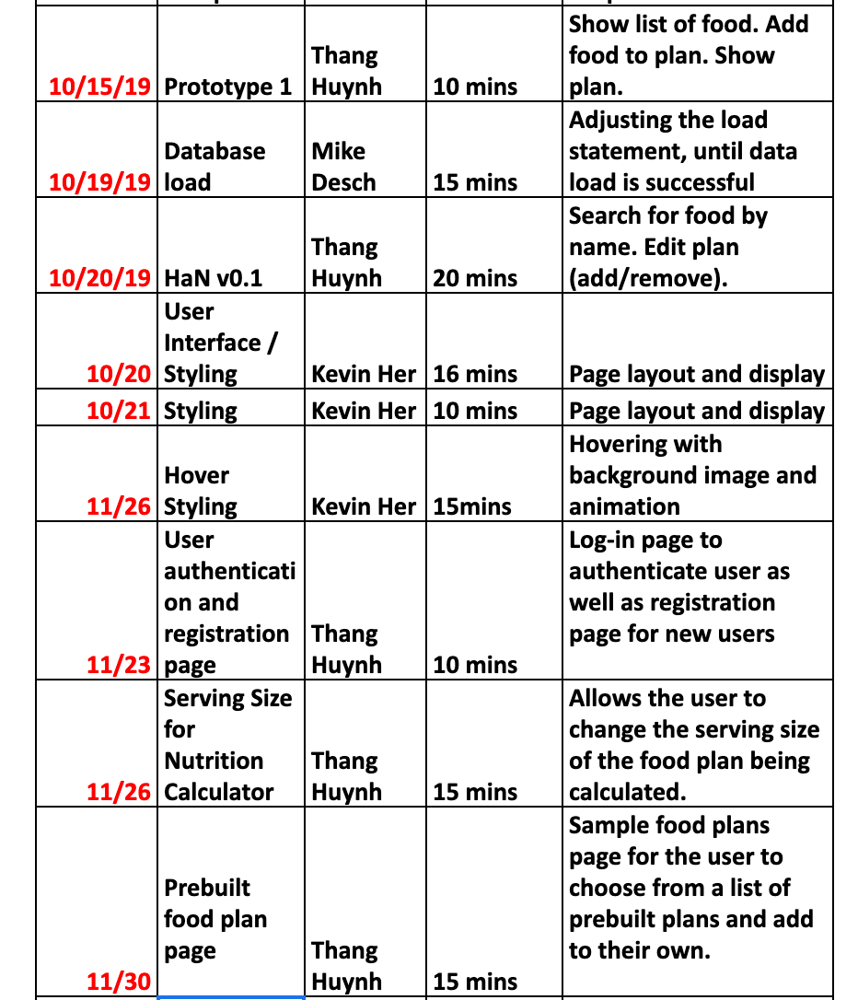 Show list of food. Add
food to plan. Show
plan.
10/15/19 Prototype 1
Thang
Huynh
10 mins
Adjusting the load
statement, until data
load is successful
10/19/19
Database
load
Mike
Desch
15 mins
Search for food by
name. Edit plan
(add/remove).
10/20/19 HaN v0.1
Thang
Huynh
20 mins
10/20
User
Interface /
Styling
Kevin Her 16 mins Page layout and display
10/21 Styling Kevin Her 10 mins Page layout and display
11/26
Hover
Styling
Kevin Her 15mins
Hovering with
background image and
animation
11/23
User
authenticati
on and
registration
page
Thang
Huynh
10 mins
Log-in page to
authenticate user as
well as registration
page for new users
11/26
Serving Size
for
Nutrition
Calculator
Thang
Huynh
15 mins
Allows the user to
change the serving size
of the food plan being
calculated.
11/30
Prebuilt
food plan
page
Thang
Huynh
15 mins
Sample food plans
page for the user to
choose from a list of
prebuilt plans and add
to their own.